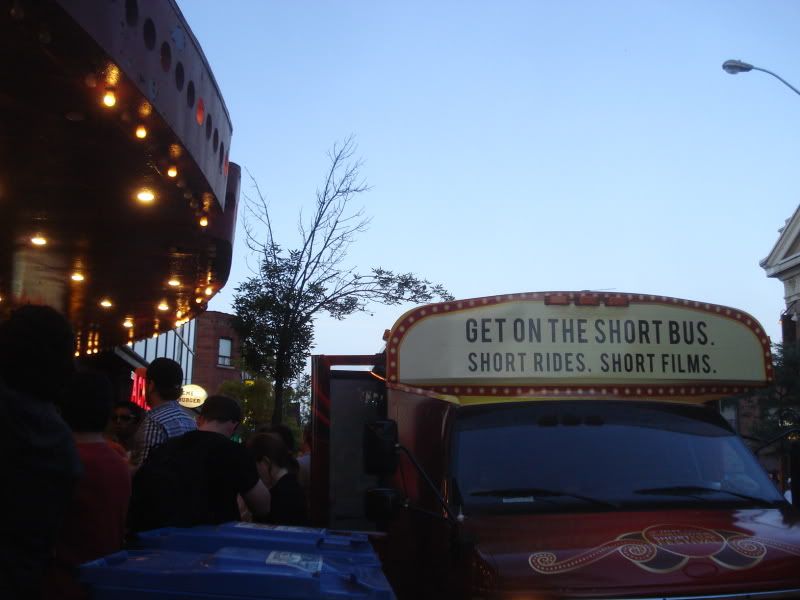 GET ON THE SHORT BUS.
SHORT RIDES. SHORT FILMS.